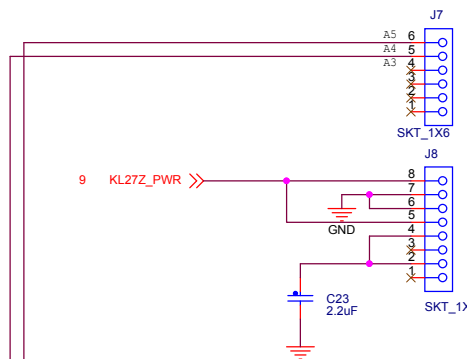 J7
A5 6
A4 5
A3 4
3
2
1
SKT_1X6
J8
9 KL27Z_PWR 8
7
6
GND 5
4
3
2
1
C23
2.2uF
SKT_1X